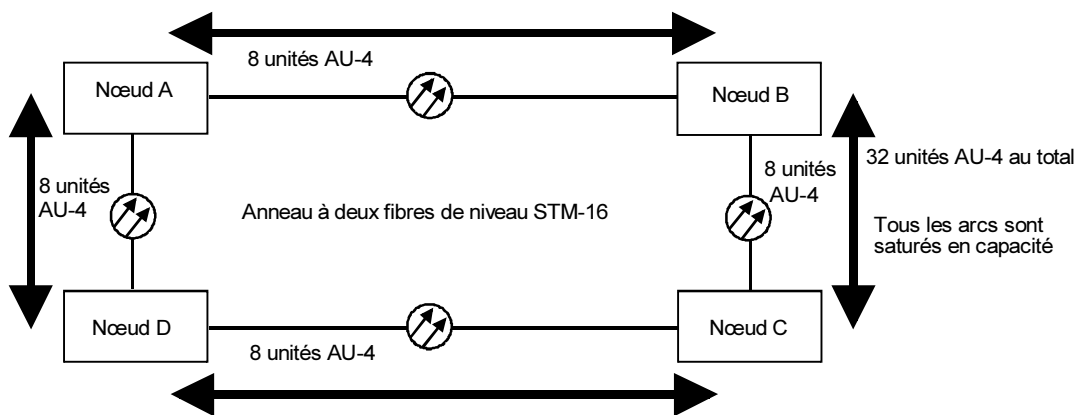 8 unités AU-4
Nœud A
Nœud B
8 unités
AU-4
8 unités
AU-4
32 unités AU-4 au total
Anneau à deux fibres de niveau STM-16
Tous les arcs sont
saturés en capacité
Nœud D
Nœud C
8 unités AU-4